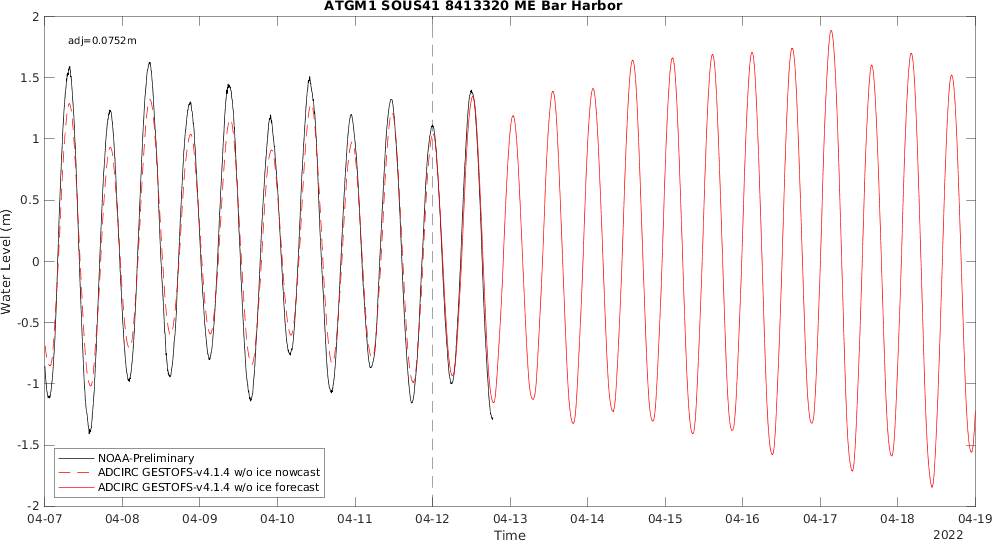 ATGM1 SOUS41 8413320 ME Bar Harbor
adj=0.0752m
2
1.5
1
0.5
0
-0.5
-1
-1.5
-2
Water Level (m)
NOAA-Preliminary
ADCIRC GESTOFS-v4.1.4 w/o ice nowcast
ADCIRC GESTOFS-v4.1.4 w/o ice forecast
04-07 04-08 04-09 04-10 04-11 04-12 04-13 04-14 04-15 04-16 04-17 04-18 04-19
Time
2022